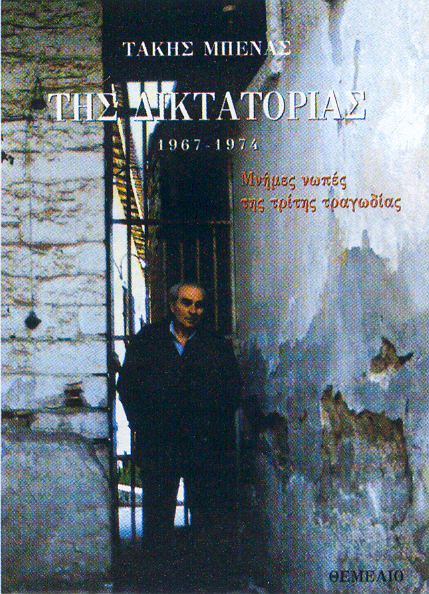 ΤΑΚΗΣ ΜΠΕΝΑΣ
ΤΗΣ ΔΙΚΤΑΤΟΡΙΑΣ
1967-1974
Μνήμες νωπές
της τρίτης τραγωδίας
ΘΕΜΕΛΙΟ